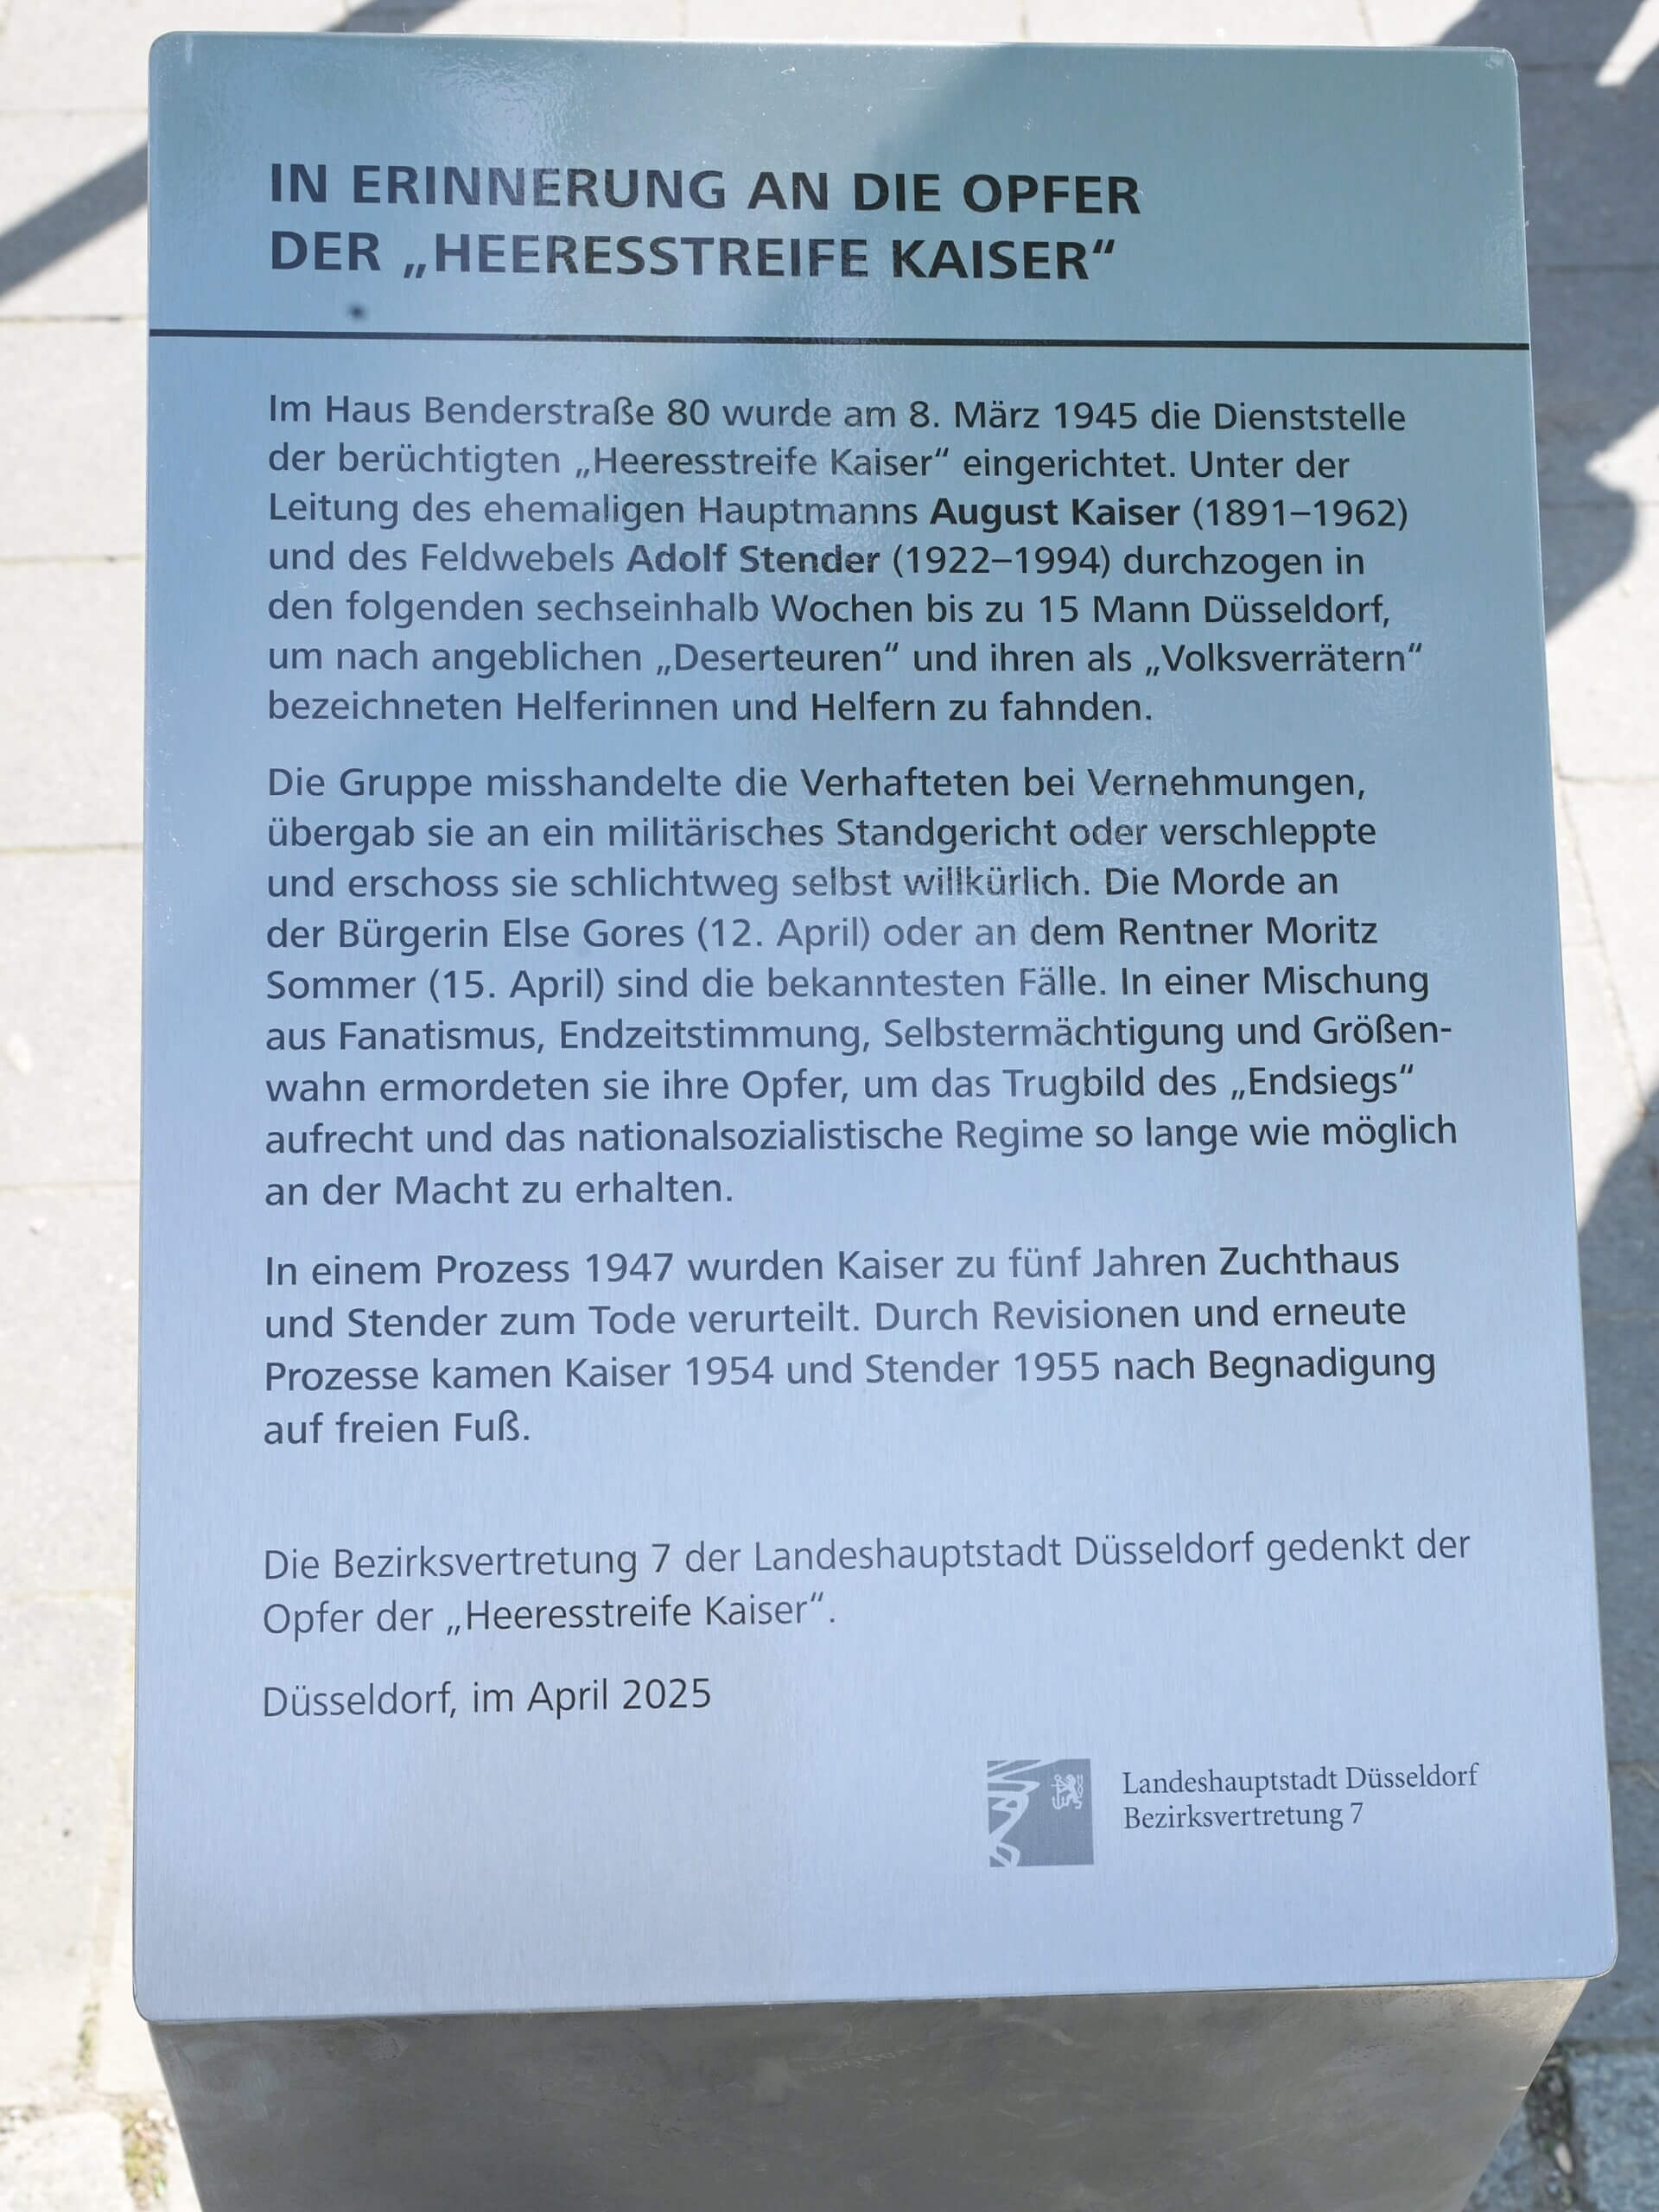 IN ERINNERUNG AN DIE OPFER
DER „HEERESSTREIFE KAISER“
Im Haus Benderstraße 80 wurde am 8. März 1945 die Dienststelle
der berüchtigten „Heeresstreife Kaiser“ eingerichtet. Unter der
Leitung des ehemaligen Hauptmanns August Kaiser (1891–1962)
und des Feldwebels Adolf Stender (1922–1994) durchzogen in
den folgenden sechseinhalb Wochen bis zu 15 Mann Düsseldorf,
um nach angeblichen „Deserteuren“ und ihren als „Volksverrätern“
bezeichneten Helferinnen und Helfern zu fahnden.
Die Gruppe misshandelte die Verhafteten bei Vernehmungen,
übergab sie an ein militärisches Standgericht oder verschleppte
und erschoss sie schlichtweg selbst willkürlich. Die Morde an
der Bürgerin Else Gores (12. April) oder an dem Rentner Moritz
Sommer (15. April) sind die bekanntesten Fälle. In einer Mischung
aus Fanatismus, Endzeitstimmung, Selbstermächtigung und Größen-
wahn ermordeten sie ihre Opfer, um das Trugbild des „Endsiegs“
aufrecht und das nationalsozialistische Regime so lange wie möglich
an der Macht zu erhalten.
In einem Prozess 1947 wurden Kaiser zu fünf Jahren Zuchthaus
und Stender zum Tode verurteilt. Durch Revisionen und erneute
Prozesse kamen Kaiser 1954 und Stender 1955 nach Begnadigung
auf freien Fuß.
Die Bezirksvertretung 7 der Landeshauptstadt Düsseldorf gedenkt der
Opfer der „Heeresstreife Kaiser“.
Düsseldorf, im April 2025
Landeshauptstadt Düsseldorf
Bezirksvertretung 7